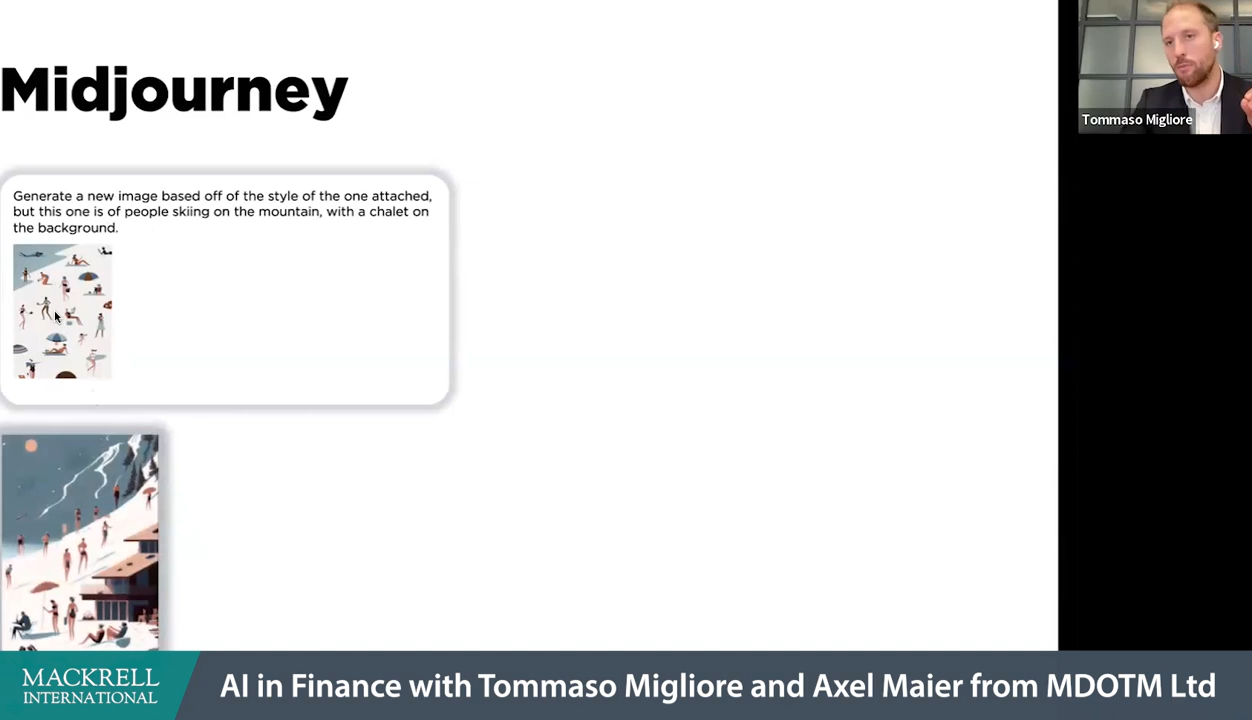 Midjourney
Tommaso Migliore
Generate a new image based off of the style of the one attached,
but this one is of people skiing on the mountain, with a chalet on
the background.
MACKRELL
INTERNATIONAL
AI in Finance with Tommaso Migliore and Axel Maier from MDOTM Ltd